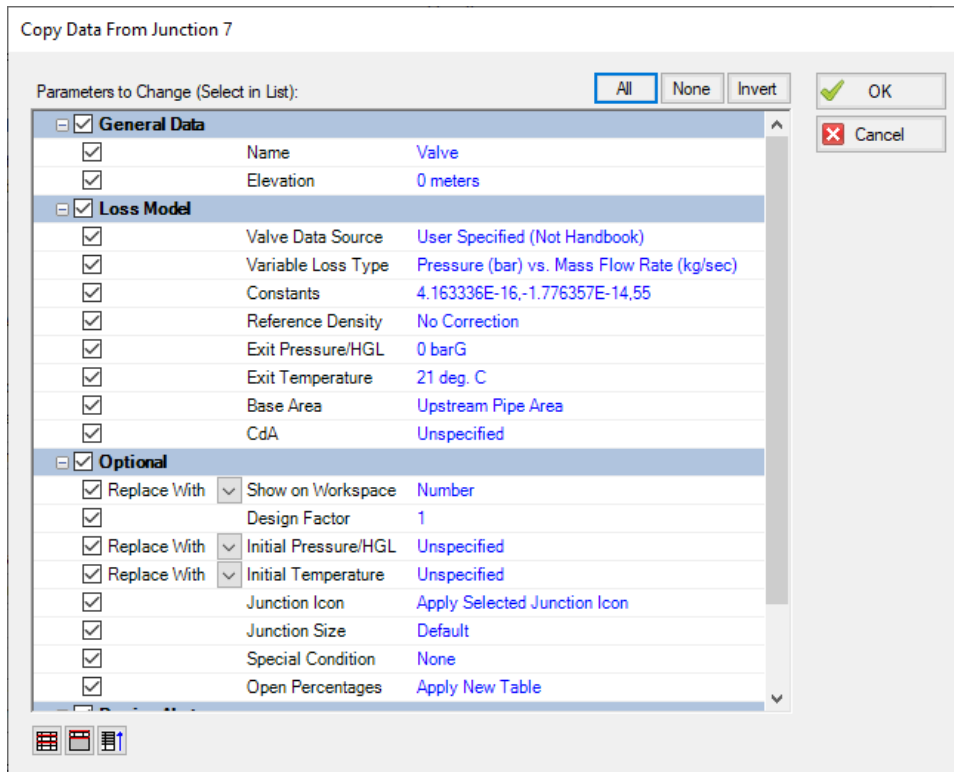 Copy Data From Junction 7
Parameters to Change (Select in List):
All None Invert
OK
Cancel
General Data
Name Valve
Elevation 0 meters
Loss Model
Valve Data Source User Specified (Not Handbook)
Variable Loss Type Pressure (bar) vs. Mass Flow Rate (kg/sec)
Constants 4.163336E-16,-1.776357E-14,55
Reference Density No Correction
Exit Pressure/HGL 0 barG
Exit Temperature 21 deg. C
Base Area Upstream Pipe Area
CdA Unspecified
Optional
Replace With Show on Workspace Number
Design Factor 1
Replace With Initial Pressure/HGL Unspecified
Replace With Initial Temperature Unspecified
Junction Icon Apply Selected Junction Icon
Junction Size Default
Special Condition None
Open Percentages Apply New Table